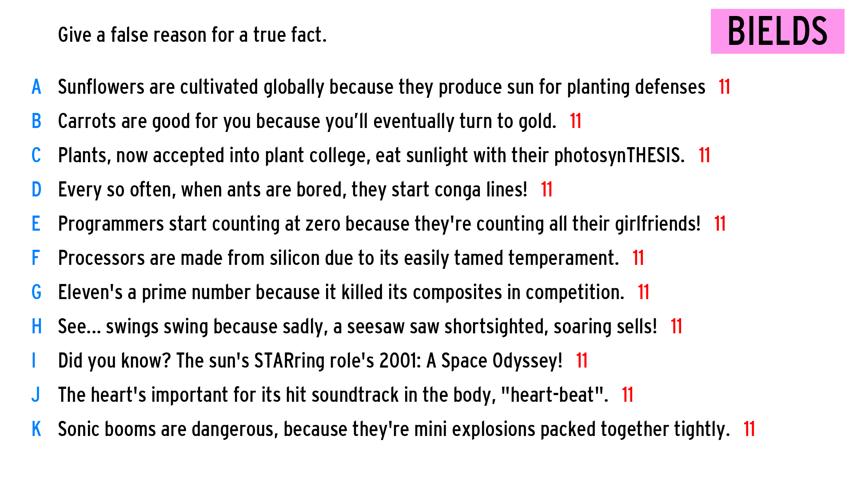 Give a false reason for a true fact.
BIELDS
A Sunflowers are cultivated globally because they produce sun for planting defenses 11
B Carrots are good for you because you’ll eventually turn to gold. 11
C Plants, now accepted into plant college, eat sunlight with their photosynTHESIS. 11
D Every so often, when ants are bored, they start conga lines! 11
E Programmers start counting at zero because they're counting all their girlfriends! 11
F Processors are made from silicon due to its easily tamed temperament. 11
G Eleven's a prime number because it killed its composites in competition. 11
H See... swings swing because sadly, a seesaw saw shortsighted, soaring sells! 11
I Did you know? The sun's STARring role's 2001: A Space Odyssey! 11
J The heart's important for its hit soundtrack in the body, "heart-beat". 11
K Sonic booms are dangerous, because they're mini explosions packed together tightly. 11